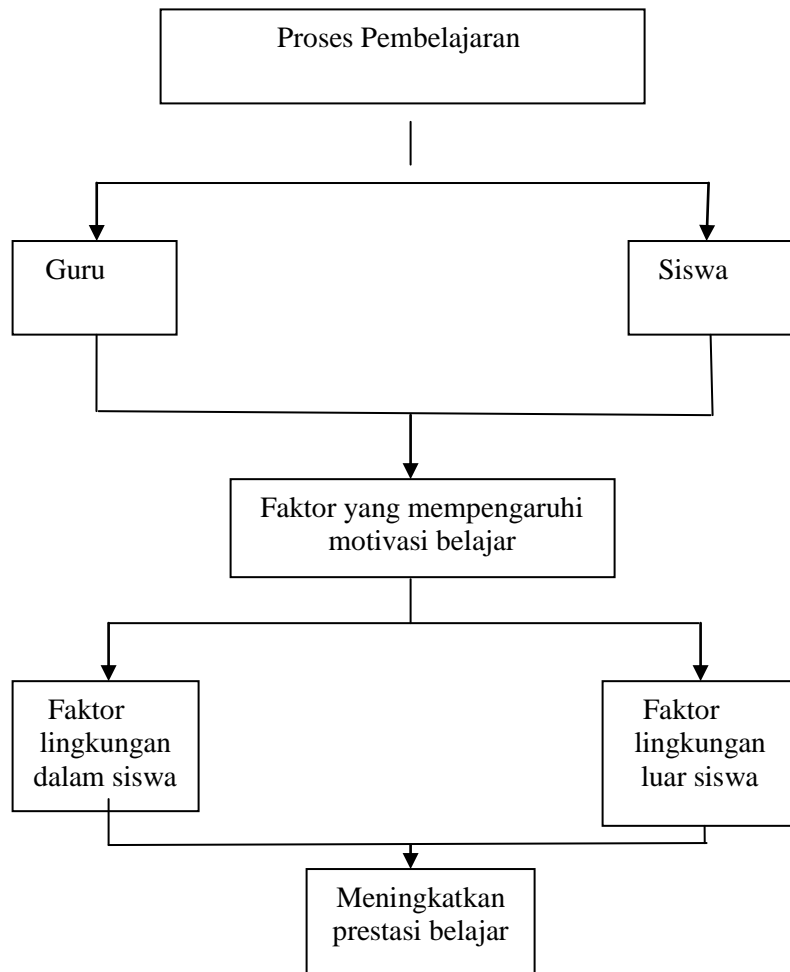 Proses Pembelajaran
Guru
Siswa
Faktor yang mempengaruhi
motivasi belajar
Faktor
lingkungan
dalam siswa
Faktor
lingkungan
luar siswa
Meningkatkan
prestasi belajar